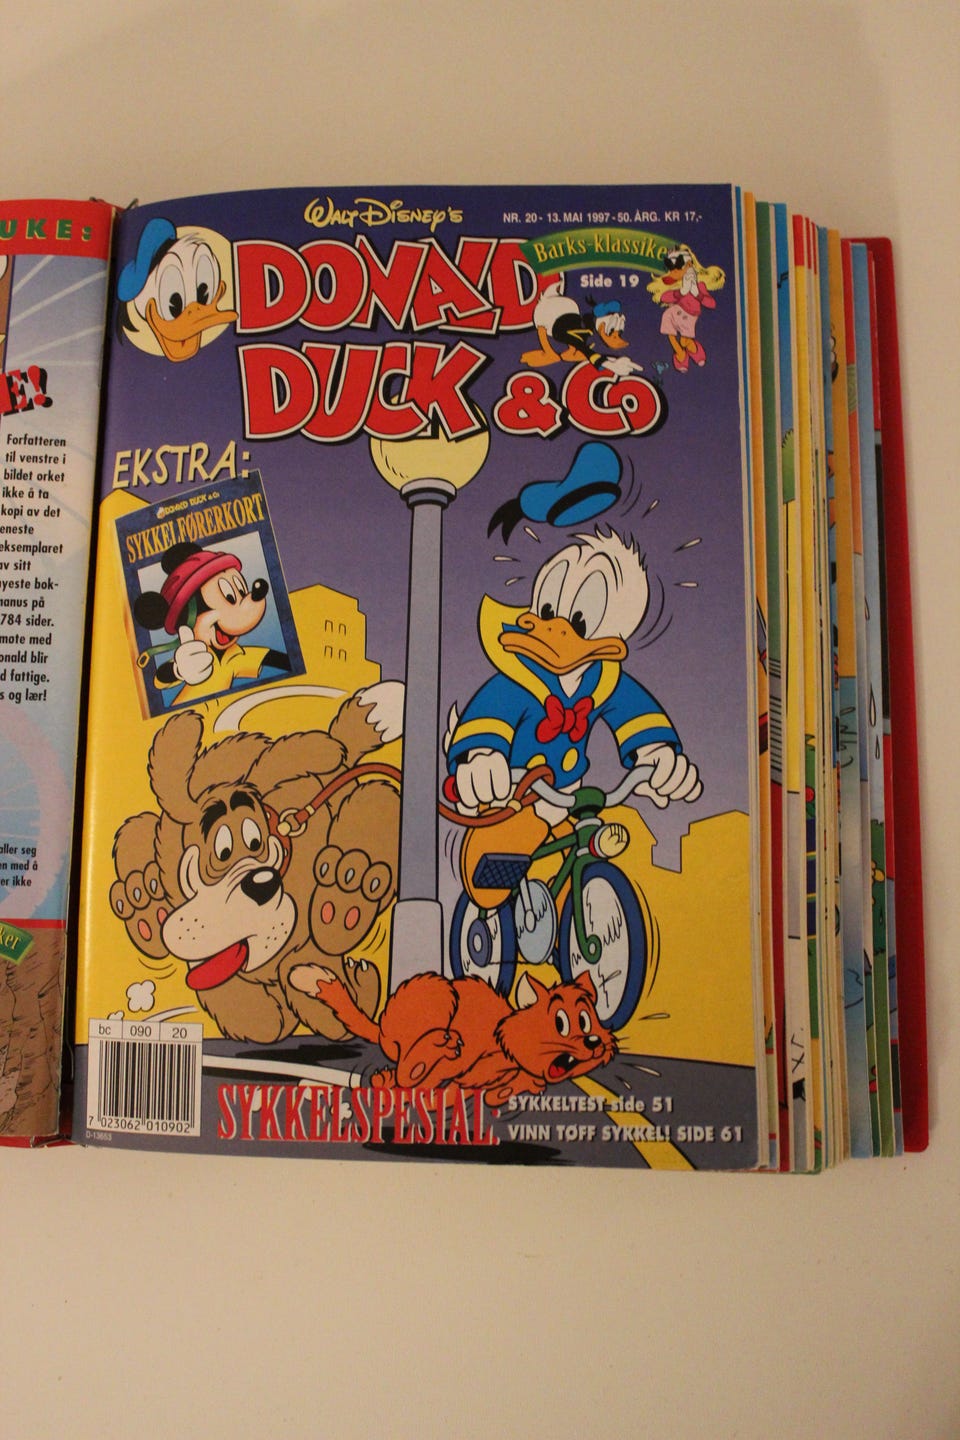 UKE:
E!
Forfatteren
til venstre i
bildet orket
ikke å ta
kopi av det
eneste
eksemplaret
av sitt
nyeste bok-
manus på
784 sider.
mote med
onald blir
d fattige.
s og lær!
aller seg
en med å
er ikke
ker
WALT DISNEY'S
NR. 20 - 13. MAI 1997 - 50. ÅRG. KR 17,-
DONALD
DUCK & Co
Barks-klassiker
Side 19
EKSTRA:
DONALD DUCK & Co
SYKKELFØRERKORT
bc 090 20
7 023062 010902
D-13653
SYKKELSPESIAL:
SYKKELTEST side 51
VINN TØFF SYKKEL! SIDE 61